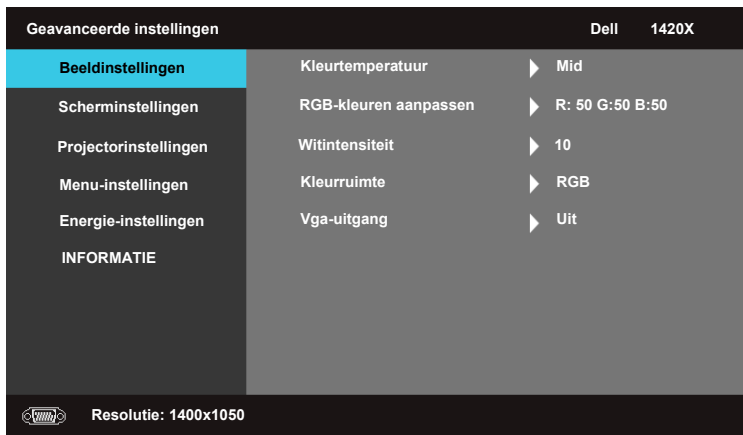 Geavanceerde instellingen Dell 1420X
Beeldinstellingen Kleurtemperatuur Mid
Scherminstellingen RGB-kleuren aanpassen R: 50 G:50 B:50
Projectorinstellingen Witintensiteit 10
Menu-instellingen Kleurruimte RGB
Energie-instellingen Vga-uitgang Uit
INFORMATIE
Resolutie: 1400x1050